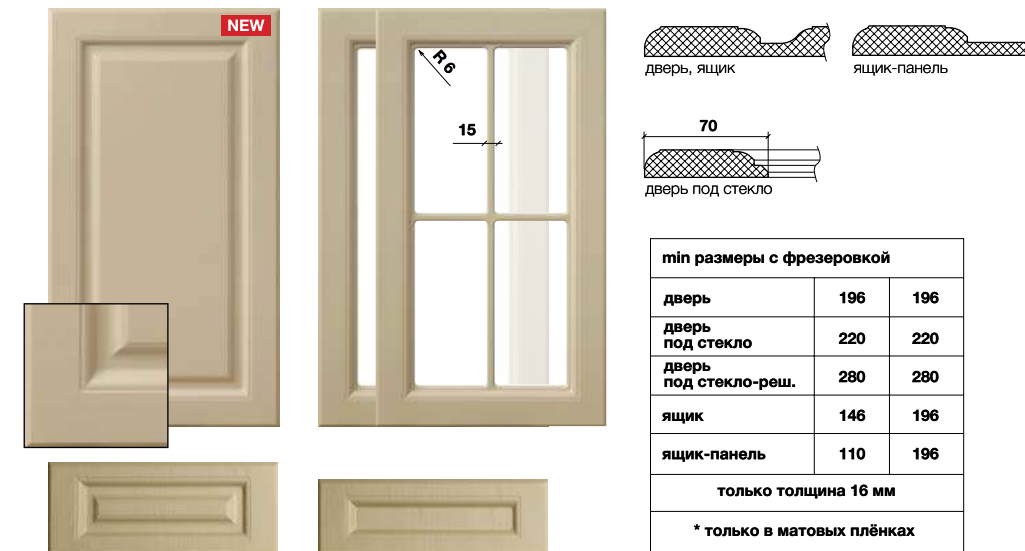 NEW
R 6
15
дверь, ящик
ящик-панель
70
дверь под стекло
min размеры с фрезеровкой
дверь 196 196
дверь
под стекло 220 220
дверь
под стекло-реш. 280 280
ящик 146 196
ящик-панель 110 196
только толщина 16 мм
* только в матовых плёнках